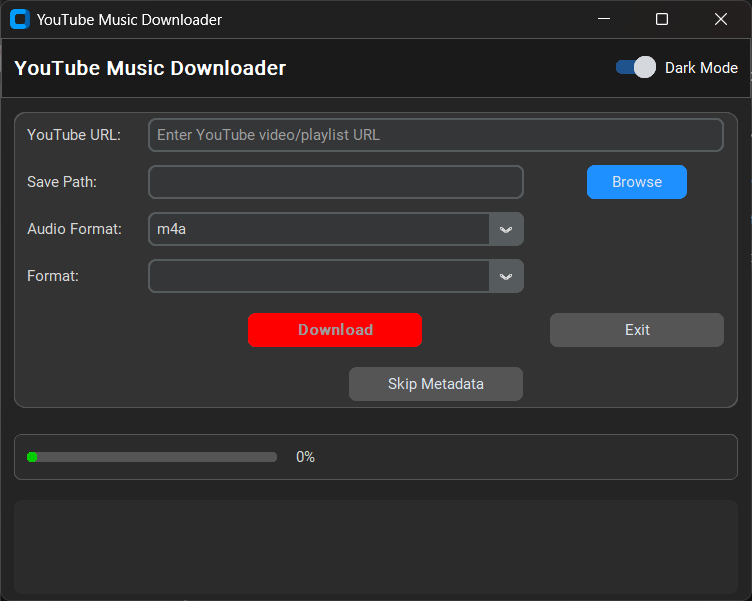 YouTube Music Downloader
YouTube Music Downloader
Dark Mode
YouTube URL:
Enter YouTube video/playlist URL
Save Path:
Browse
Audio Format:
m4a
Format:
Download
Exit
Skip Metadata
0%